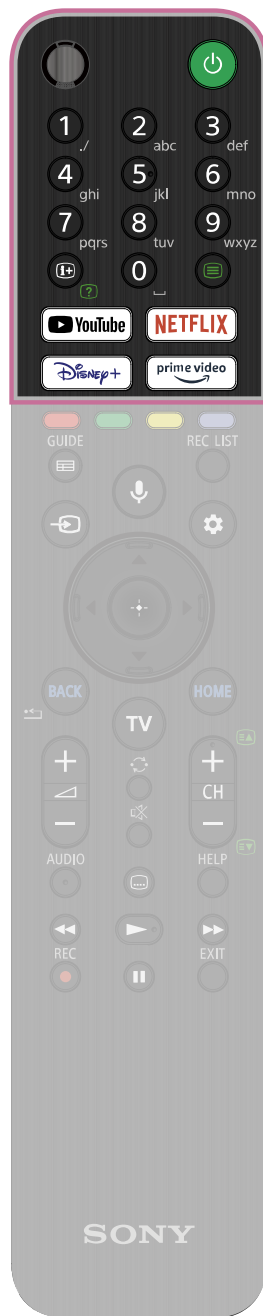 1 2 3
./ abc def
4 5 6
ghi jkl mno
7 8 9
pqrs tuv wxyz
i+ 0
?
YouTube NETFLIX
Disney+ prime video
GUIDE REC LIST
BACK HOME
TV
+ +
CH
− −
AUDIO HELP
REC EXIT
SONY